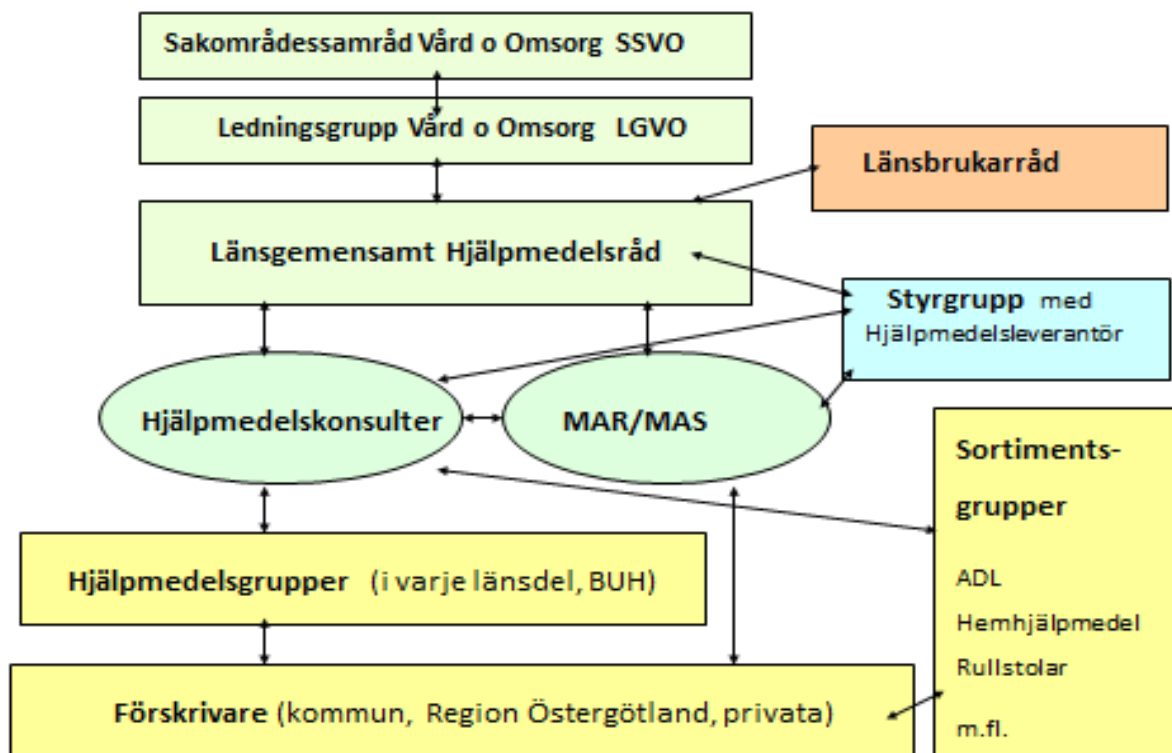 Sakområdessamråd Vård o Omsorg SSVO
Ledningsgrupp Vård o Omsorg LGVO
Länsbrukarråd
Länsgemensamt Hjälpmedelsråd
Styrgrupp med
Hjälpmedelsleverantör
Hjälpmedelskonsulter
MAR/MAS
Sortiments-
grupper
ADL
Hemhjälpmedel
Rullstolar
m.fl.
Hjälpmedelsgrupper (i varje länsdel, BUH)
Förskrivare (kommun, Region Östergötland, privata)